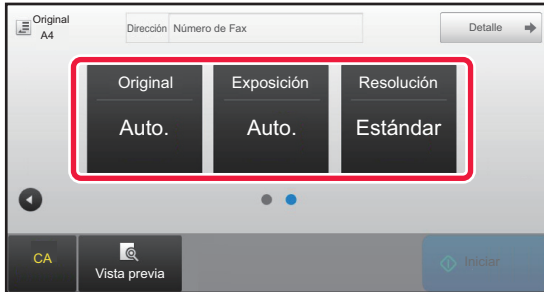 Original
A4
Dirección Número de Fax
Detalle
Original
Exposición
Resolución
Auto.
Auto.
Estándar
CA
Vista previa
Iniciar